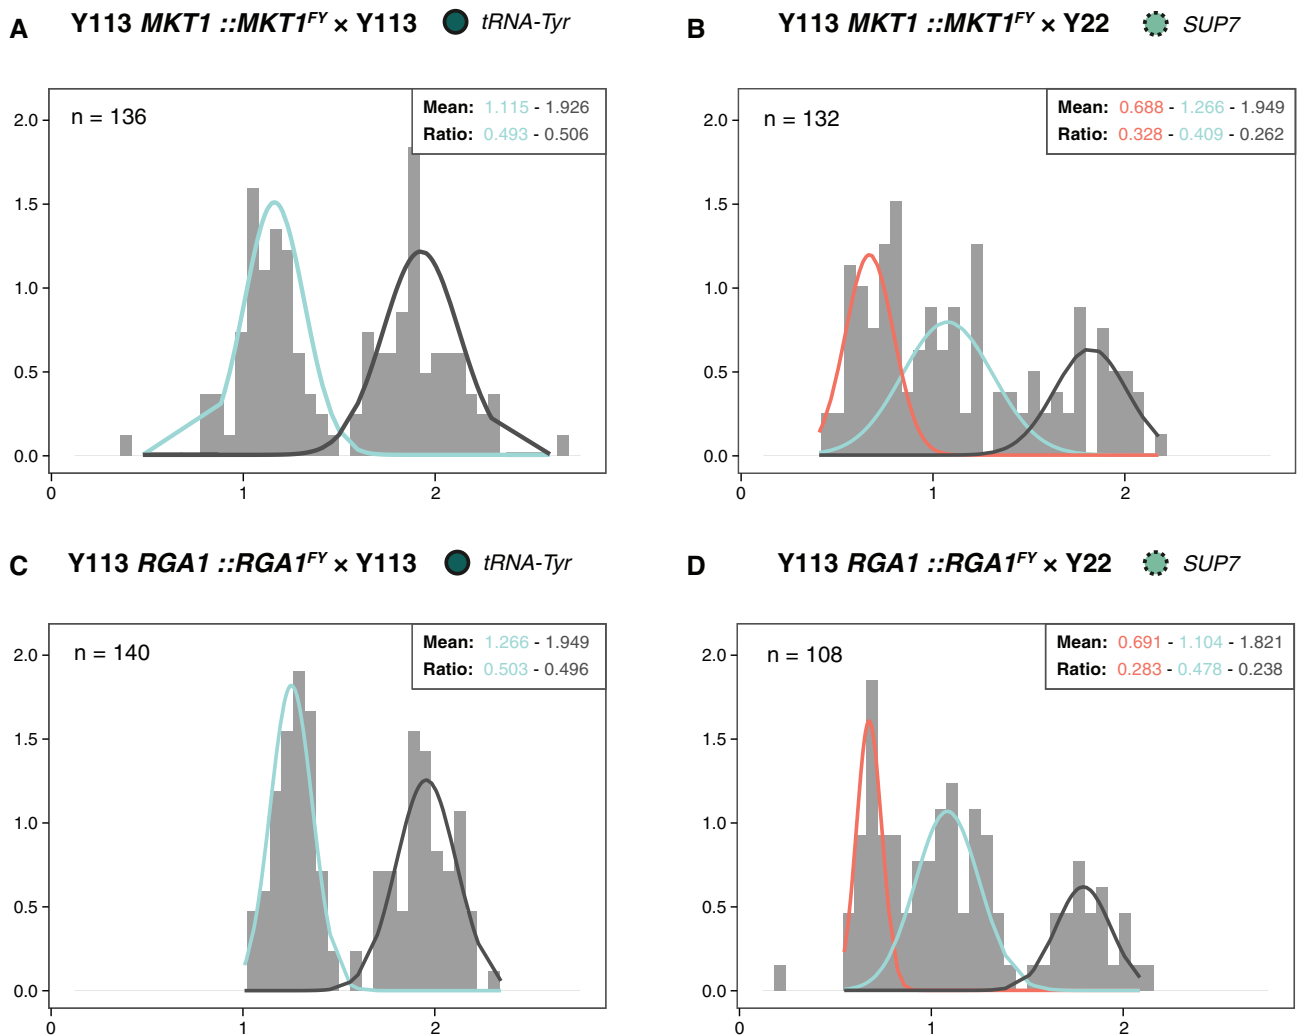 A Y113 MKT1 ::MKT1FY × Y113 tRNA-Tyr
n = 136
Mean: 1.115 - 1.926
Ratio: 0.493 - 0.506
2.0
1.5
1.0
0.5
0.0
0 1 2
B Y113 MKT1 ::MKT1FY × Y22 SUP7
n = 132
Mean: 0.688 - 1.266 - 1.949
Ratio: 0.328 - 0.409 - 0.262
2.0
1.5
1.0
0.5
0.0
0 1 2
C Y113 RGA1 ::RGA1FY × Y113 tRNA-Tyr
n = 140
Mean: 1.266 - 1.949
Ratio: 0.503 - 0.496
2.0
1.5
1.0
0.5
0.0
0 1 2
D Y113 RGA1 ::RGA1FY × Y22 SUP7
n = 108
Mean: 0.691 - 1.104 - 1.821
Ratio: 0.283 - 0.478 - 0.238
2.0
1.5
1.0
0.5
0.0
0 1 2